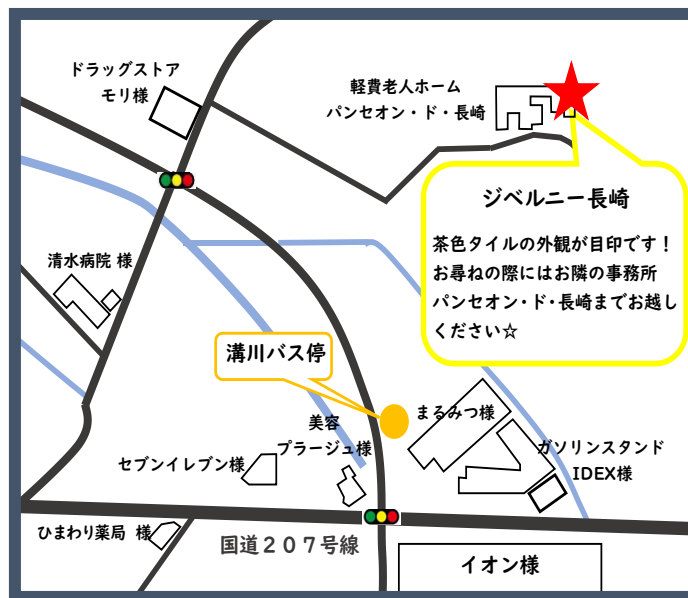 ドラッグストア
モリ様
軽費老人ホーム
パンセオン・ド・長崎
ジベルニー長崎
茶色タイルの外観が目印です！
お尋ねの際にはお隣の事務所
パンセオン・ド・長崎までお越し
ください☆
清水病院 様
溝川バス停
まるみつ様
美容
プラージュ様
ガソリンスタンド
IDEX様
セブンイレブン様
ひまわり薬局 様
国道２０７号線
イオン様